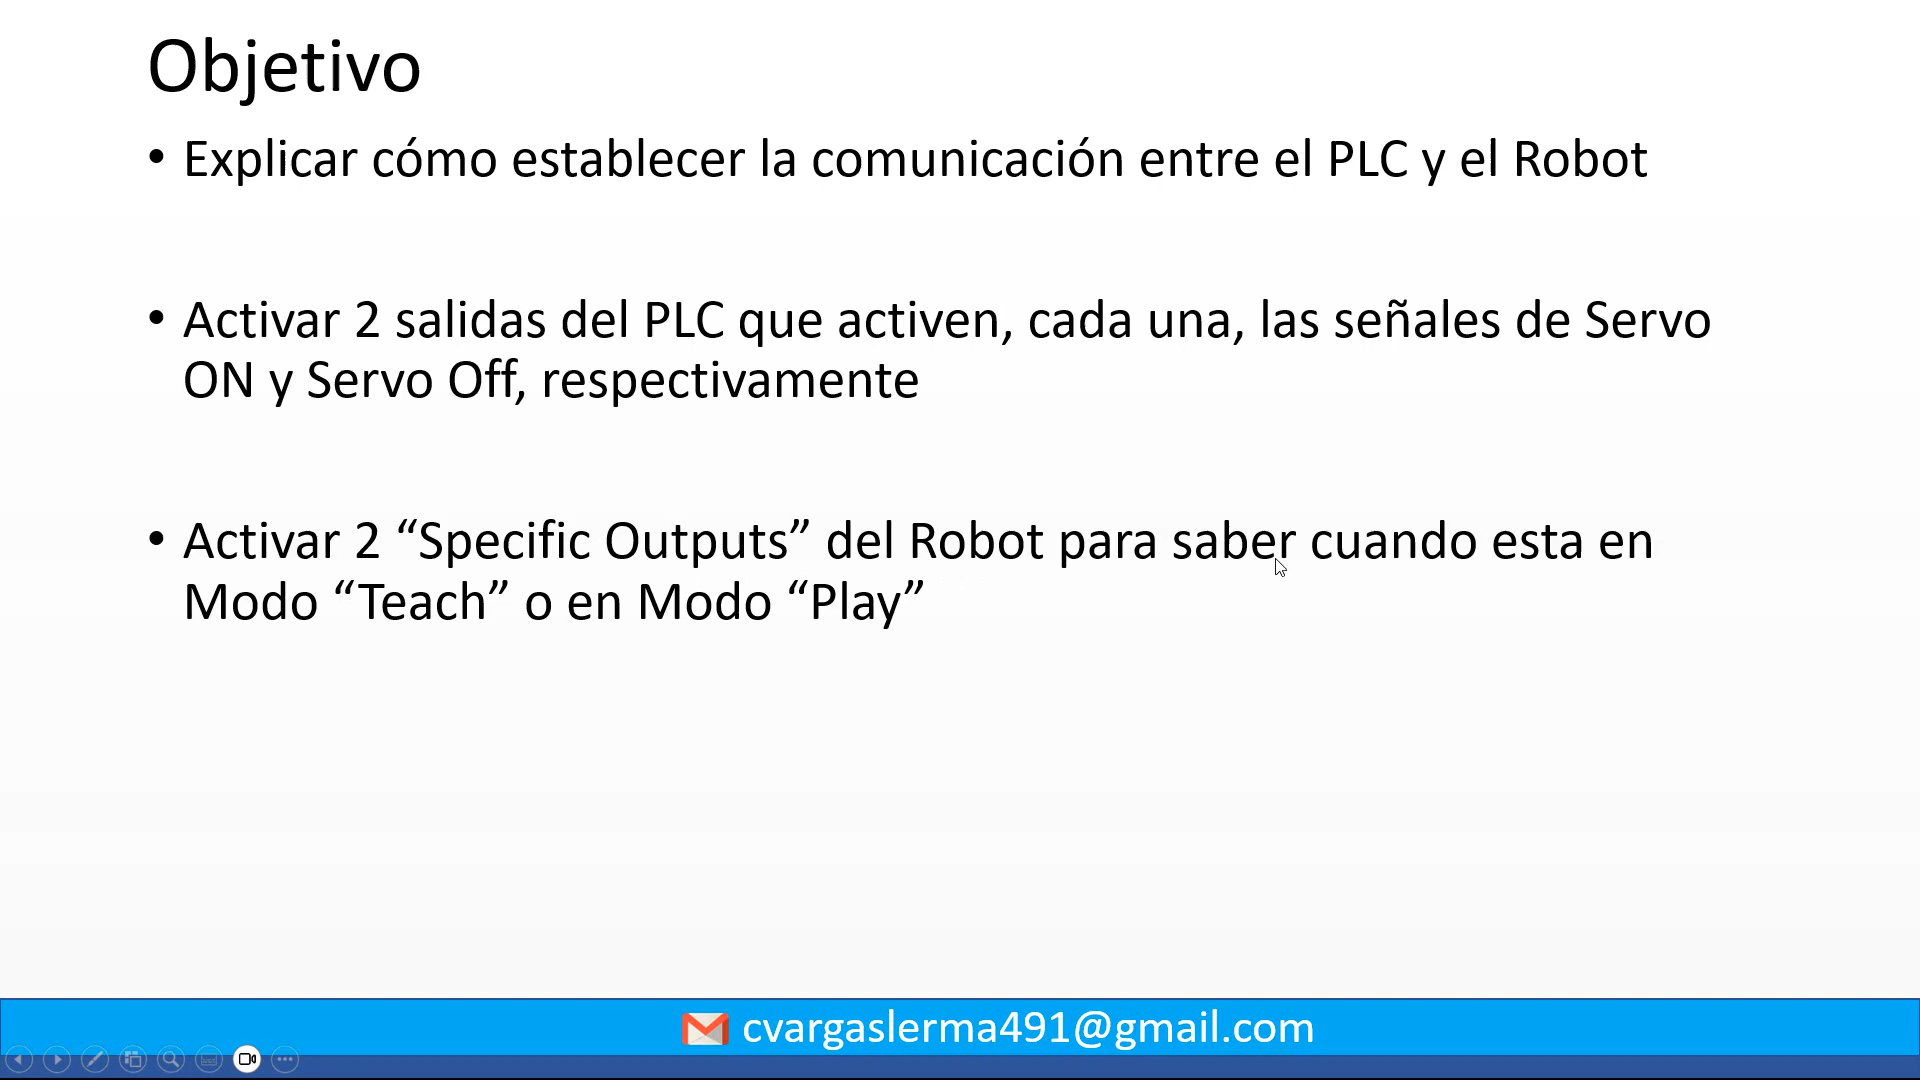 Objetivo
• Explicar cómo establecer la comunicación entre el PLC y el Robot
• Activar 2 salidas del PLC que activen, cada una, las señales de Servo
ON y Servo Off, respectivamente
• Activar 2 “Specific Outputs” del Robot para saber cuando esta en
Modo “Teach” o en Modo “Play”
cvargaslerma491@gmail.com